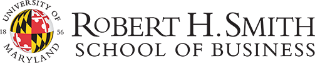 UNIVERSITY OF
18 56
MARYLAND
ROBERT H. SMITH
SCHOOL OF BUSINESS